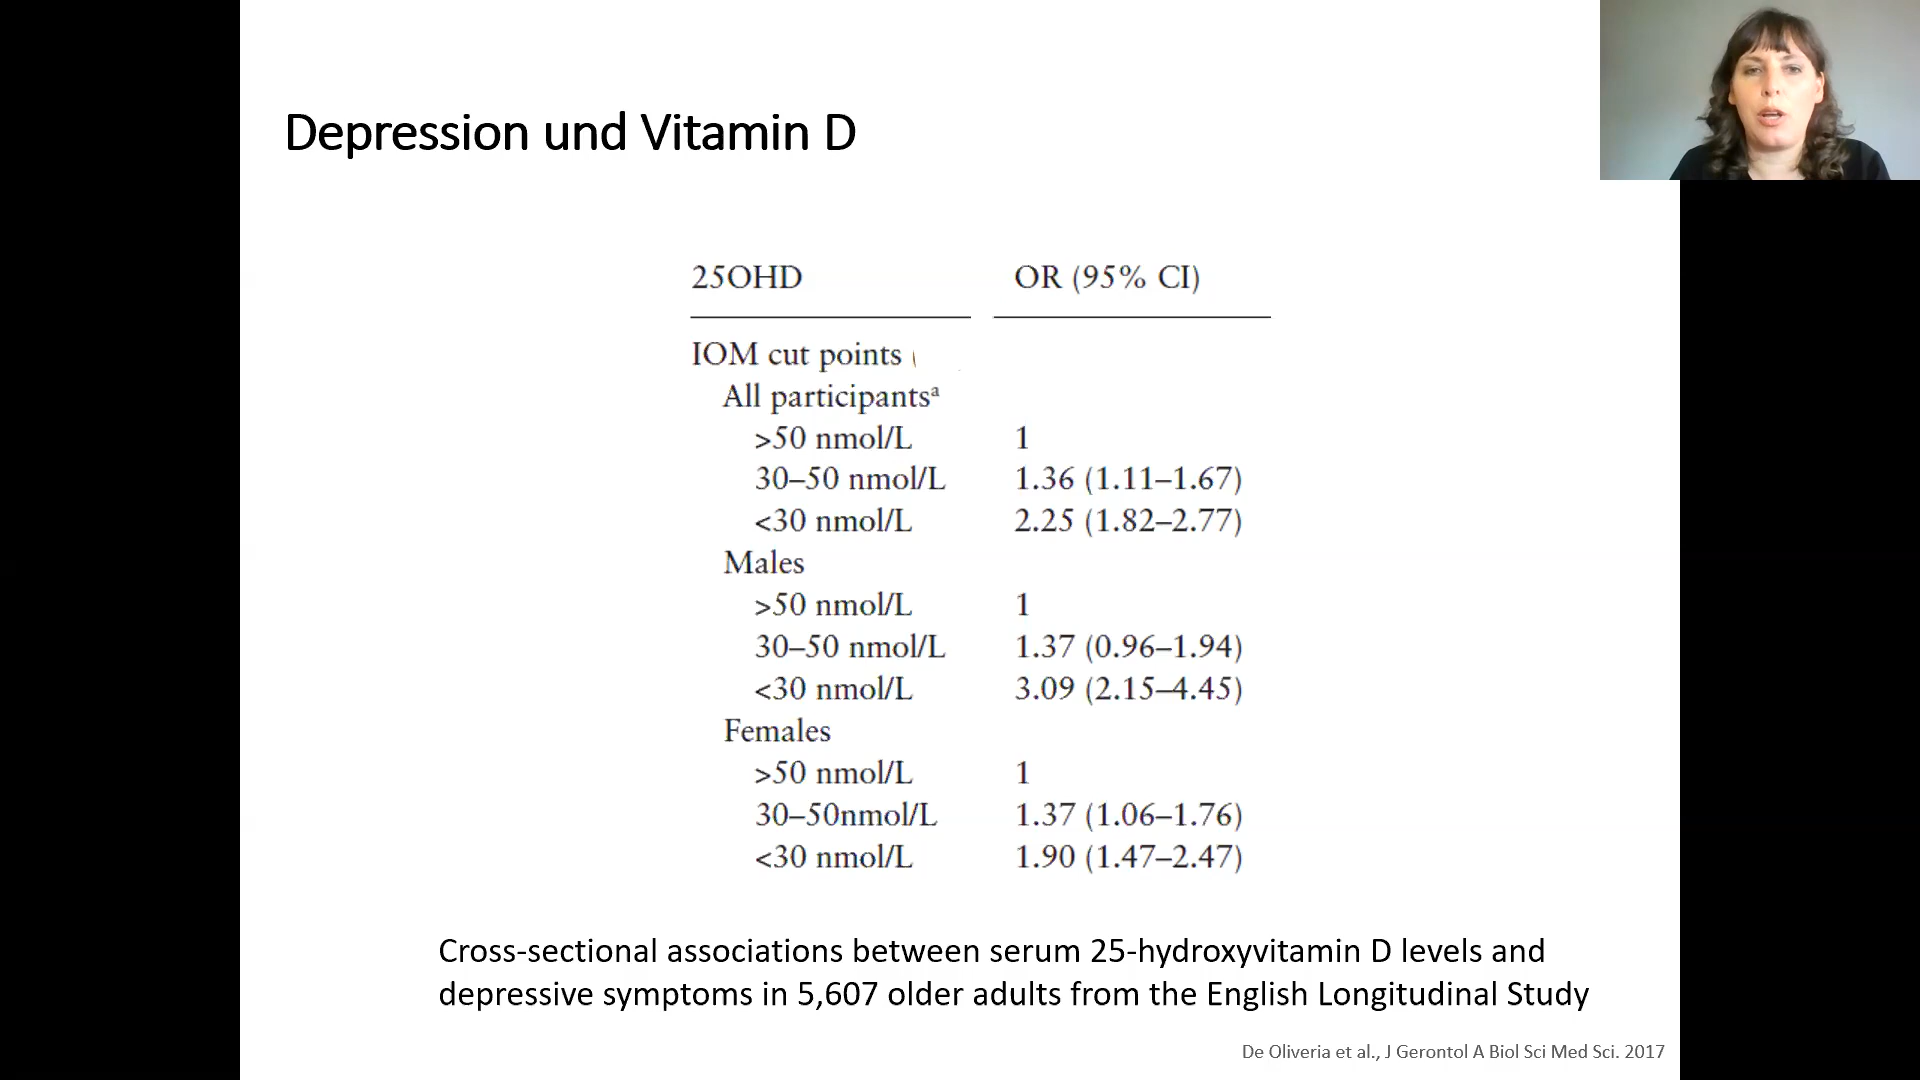 Depression und Vitamin D
25OHD OR (95% CI)
IOM cut points (
All participantsᵃ
>50 nmol/L 1
30–50 nmol/L 1.36 (1.11–1.67)
<30 nmol/L 2.25 (1.82–2.77)
Males
>50 nmol/L 1
30–50 nmol/L 1.37 (0.96–1.94)
<30 nmol/L 3.09 (2.15–4.45)
Females
>50 nmol/L 1
30–50nmol/L 1.37 (1.06–1.76)
<30 nmol/L 1.90 (1.47–2.47)
Cross-sectional associations between serum 25-hydroxyvitamin D levels and
depressive symptoms in 5,607 older adults from the English Longitudinal Study
De Oliveria et al., J Gerontol A Biol Sci Med Sci. 2017